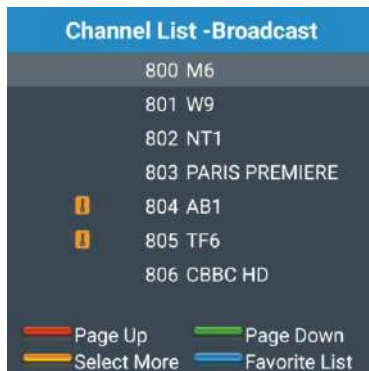 Channel List -Broadcast
800 M6
801 W9
802 NT1
803 PARIS PREMIERE
804 AB1
805 TF6
806 CBBC HD
Page Up Page Down
Select More Favorite List